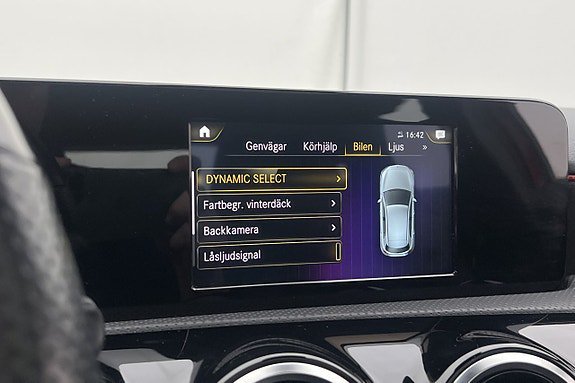 16:42
Genvägar Körhjälp Bilen Ljus »
DYNAMIC SELECT
Fartbegr. vinterdäck
Backkamera
Låsljudsignal